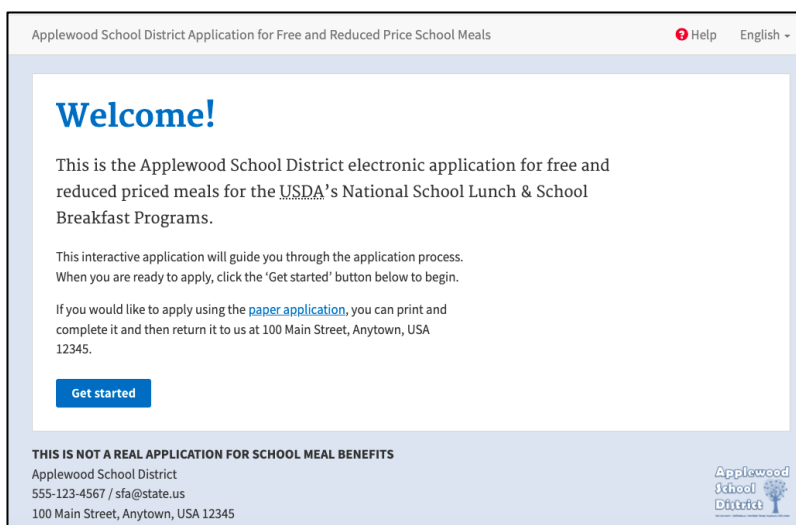 Applewood School District Application for Free and Reduced Price School Meals
Help English
Welcome!
This is the Applewood School District electronic application for free and
reduced priced meals for the USDA's National School Lunch & School
Breakfast Programs.
This interactive application will guide you through the application process.
When you are ready to apply, click the ‘Get started’ button below to begin.
If you would like to apply using the paper application, you can print and
complete it and then return it to us at 100 Main Street, Anytown, USA
12345.
Get started
THIS IS NOT A REAL APPLICATION FOR SCHOOL MEAL BENEFITS
Applewood School District
555-123-4567 / sfa@state.us
100 Main Street, Anytown, USA 12345
Applewood
School
District